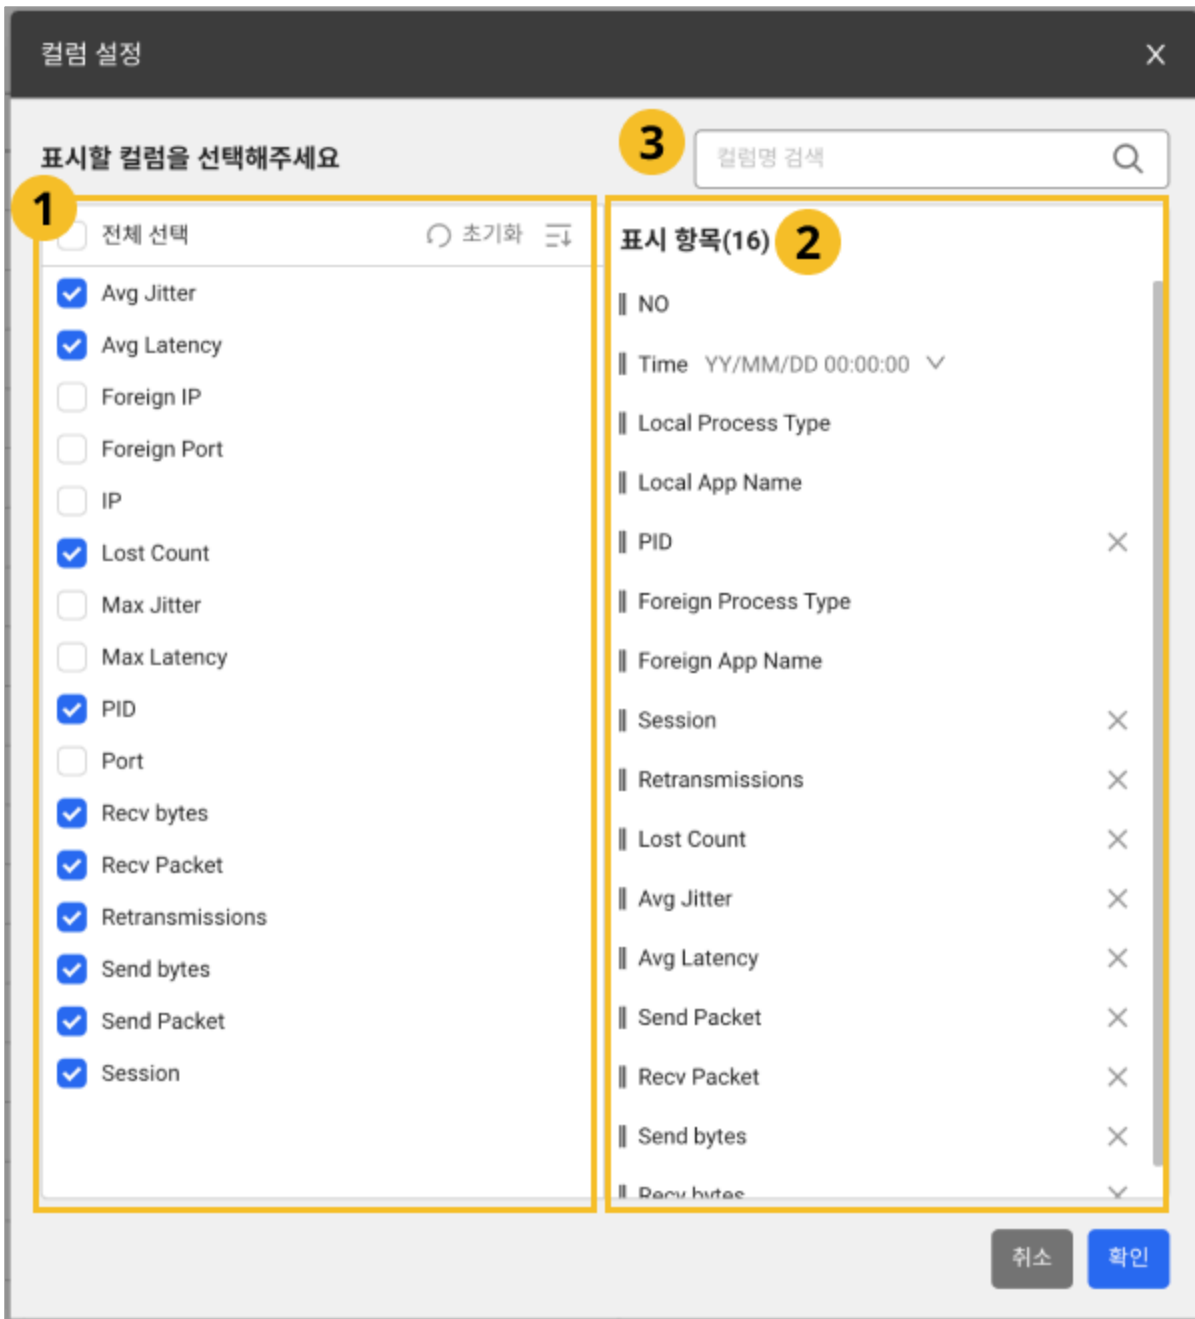 컬럼 설정
표시할 컬럼을 선택해주세요
3
컬럼명 검색
1
전체 선택
초기화
Avg Jitter
Avg Latency
Foreign IP
Foreign Port
IP
Lost Count
Max Jitter
Max Latency
PID
Port
Recv bytes
Recv Packet
Retransmissions
Send bytes
Send Packet
Session
표시 항목(16)
2
NO
Time YY/MM/DD 00:00:00
Local Process Type
Local App Name
PID
Foreign Process Type
Foreign App Name
Session
Retransmissions
Lost Count
Avg Jitter
Avg Latency
Send Packet
Recv Packet
Send bytes
Recv bytes
취소
확인